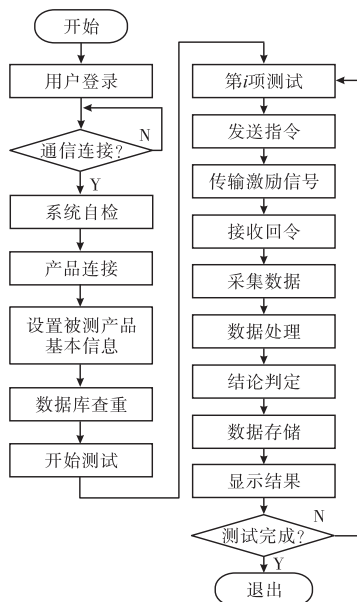 开始
用户登录
通信连接?
N
Y
系统自检
产品连接
设置被测产品
基本信息
数据库查重
开始测试
第i项测试
发送指令
传输激励信号
接收回令
采集数据
数据处理
结论判定
数据存储
显示结果
测试完成?
N
Y
退出